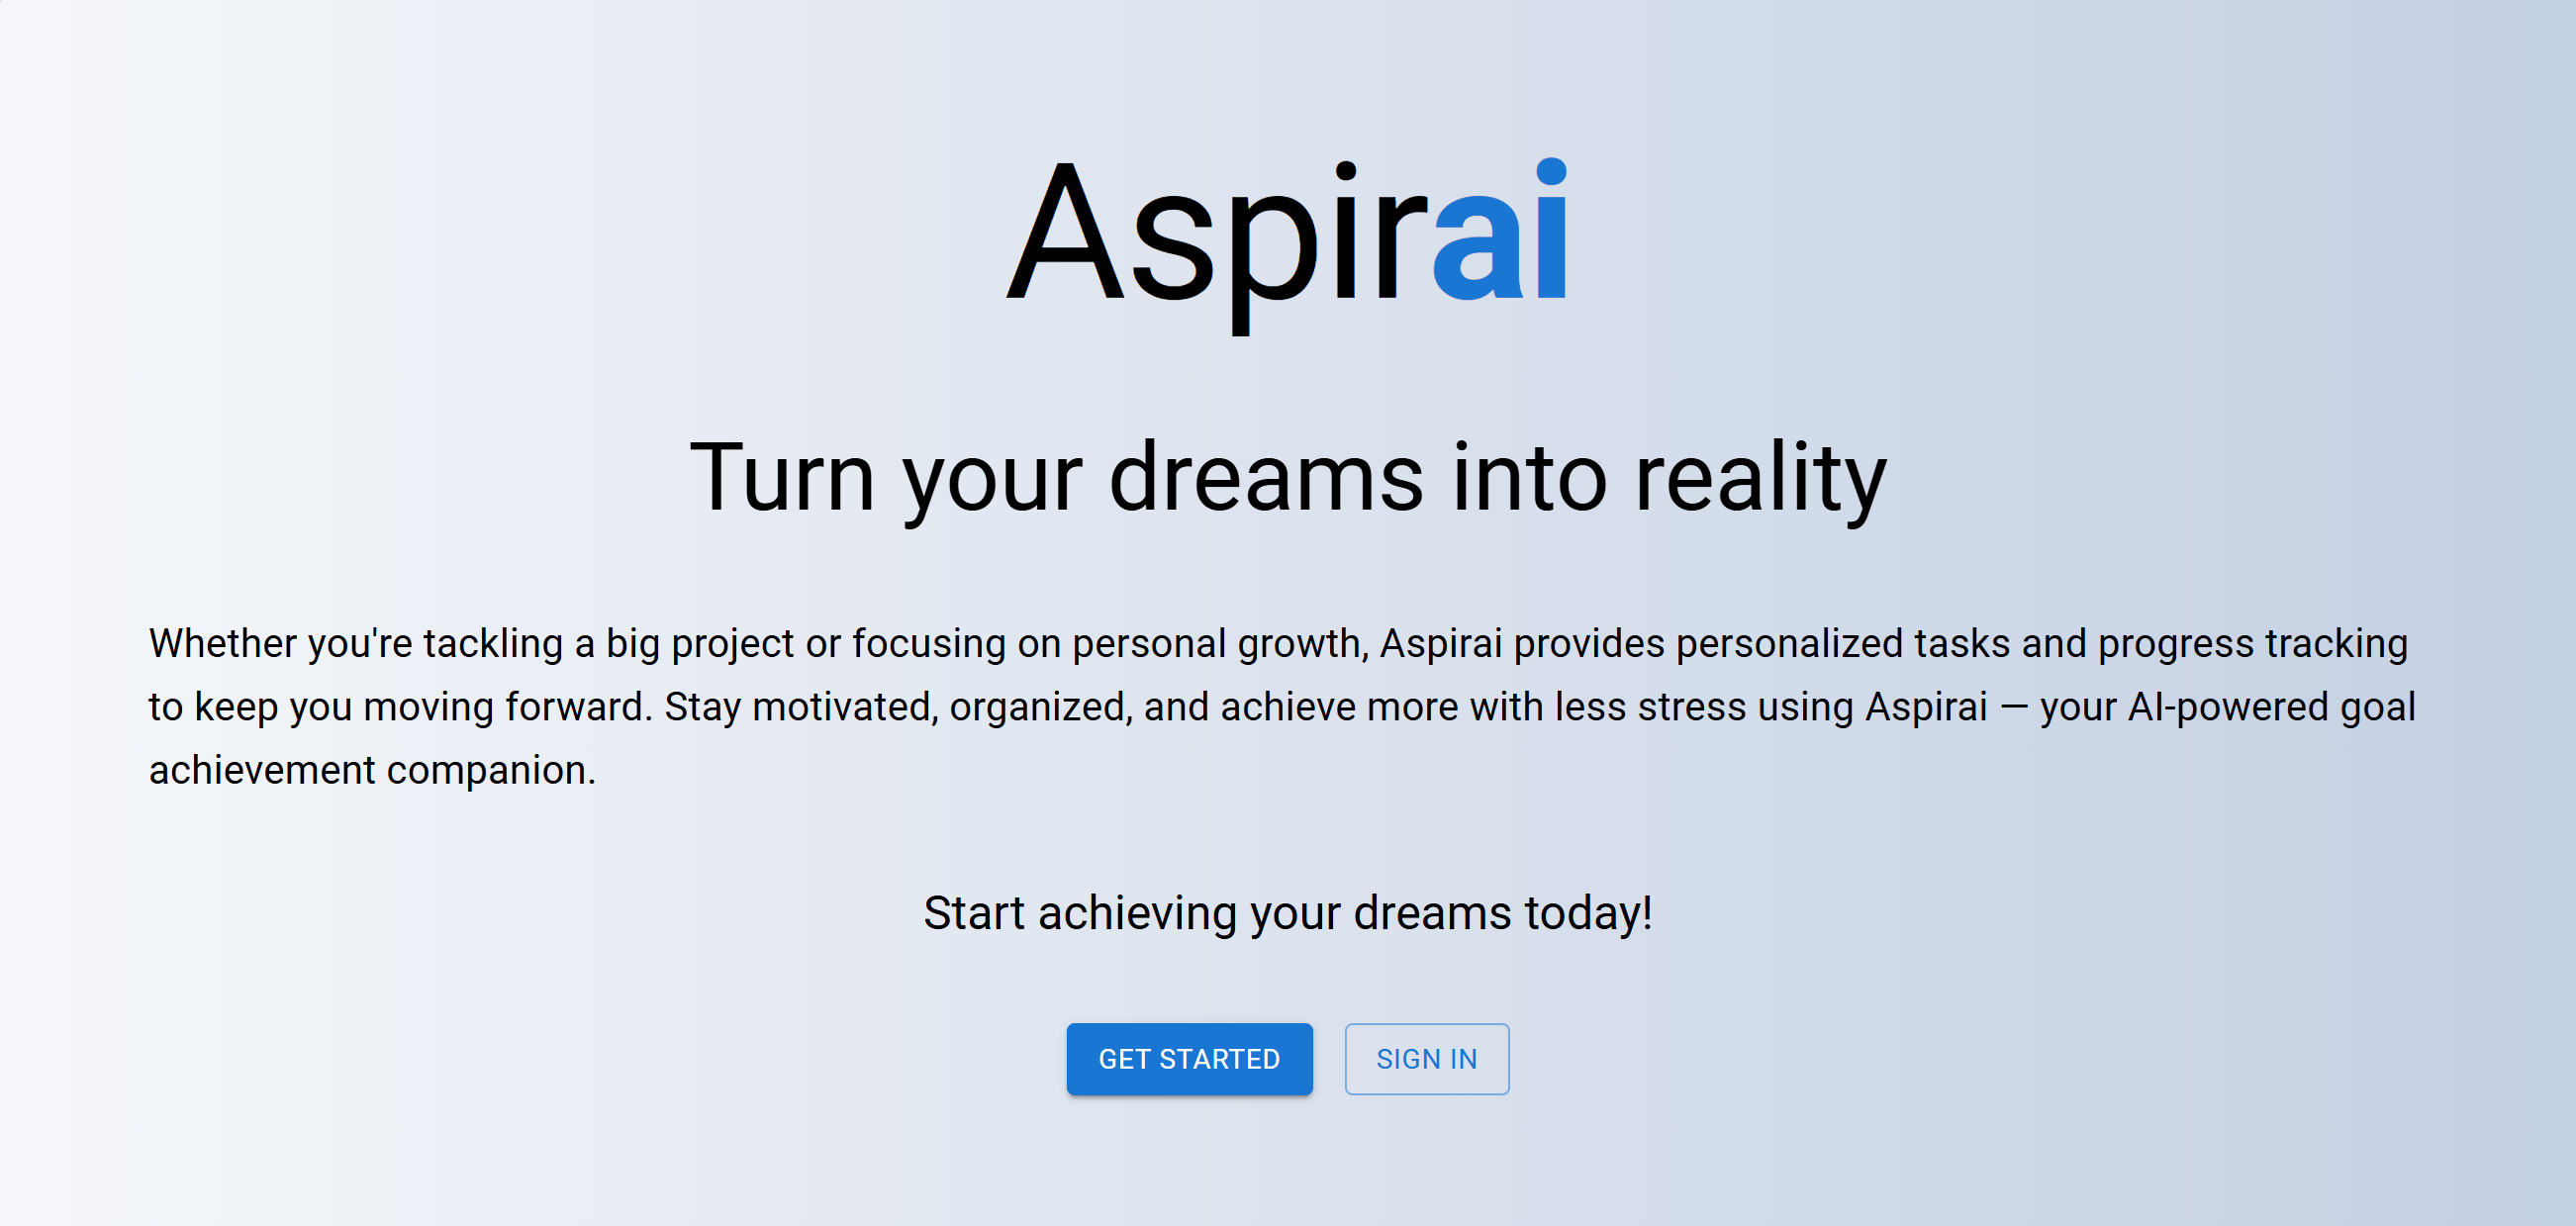 Aspirai
Turn your dreams into reality
Whether you're tackling a big project or focusing on personal growth, Aspirai provides personalized tasks and progress tracking
to keep you moving forward. Stay motivated, organized, and achieve more with less stress using Aspirai — your AI-powered goal
achievement companion.
Start achieving your dreams today!
GET STARTED
SIGN IN